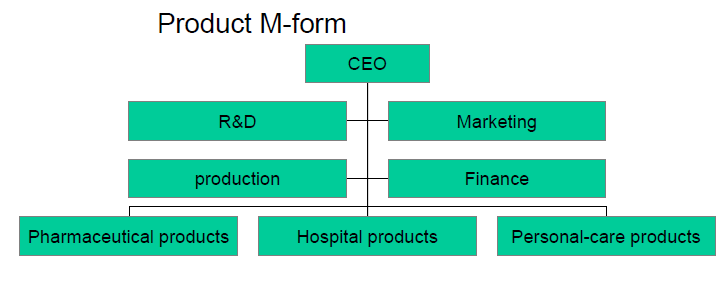 Product M-form
CEO
R&D
Marketing
production
Finance
Pharmaceutical products
Hospital products
Personal-care products